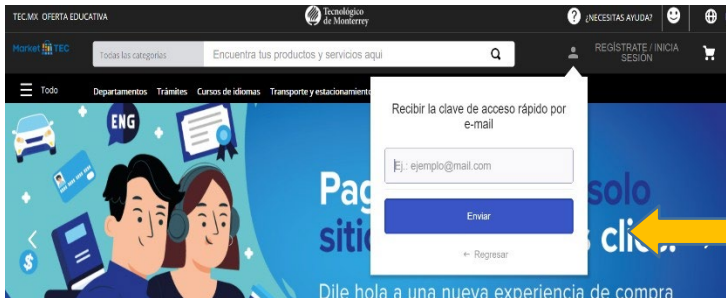 TEC.MX OFERTA EDUCATIVA
Tecnológico
de Monterrey
? ¿NECESITAS AYUDA?
Market TEC
Todas las categorías
Encuentra tus productos y servicios aquí
REGÍSTRATE / INICIA
SESIÓN
Todo
Departamentos Trámites Cursos de idiomas Transporte y estacionamiento
Recibir la clave de acceso rápido por
e-mail
Ej.: ejemplo@mail.com
Enviar
← Regresar
ENG
$
Pag solo
sitio clic.
Dile hola a una nueva experiencia de compra